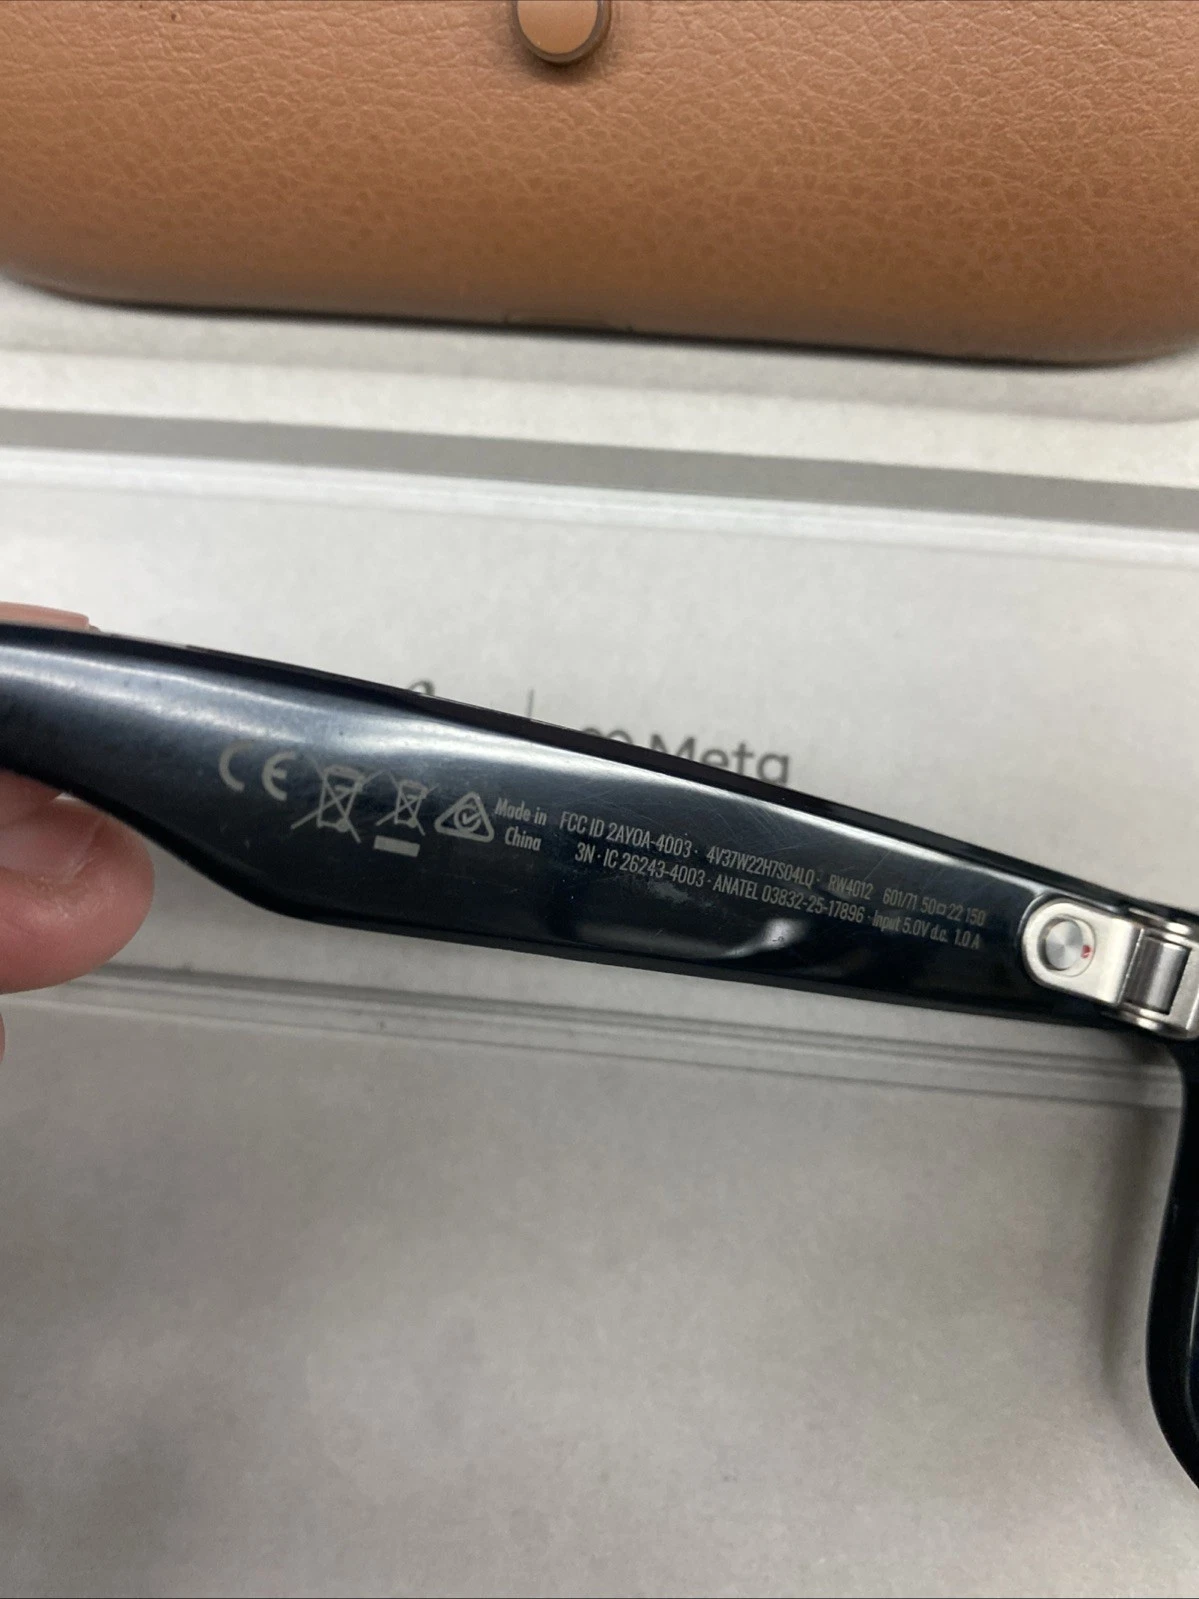 Meta
CE
Made in
China
FCC ID 2AYOA-4003 · 4V37W22H7S04LQ · RW4012 601/71 50□22 150
3N · IC 26243-4003 · ANATEL 03832-25-17896 · Input 5.0V d.c. 1.0 A